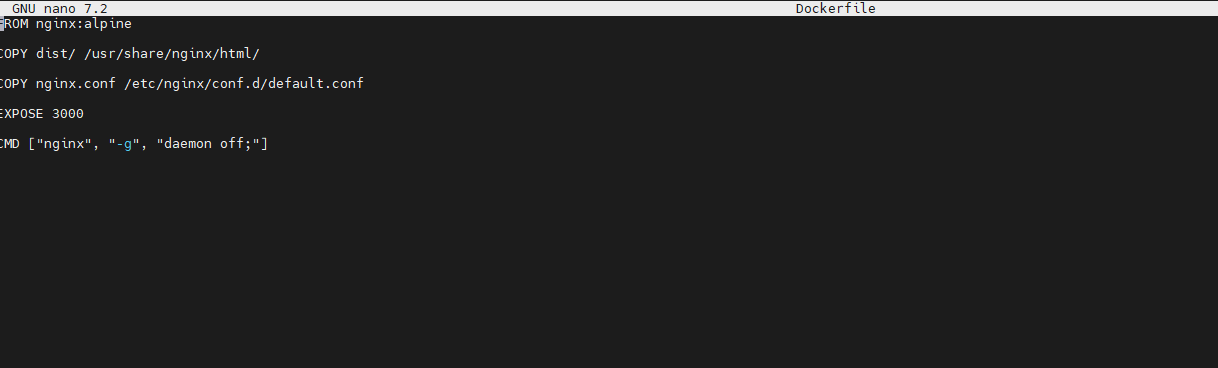 GNU nano 7.2 Dockerfile
FROM nginx:alpine
COPY dist/ /usr/share/nginx/html/
COPY nginx.conf /etc/nginx/conf.d/default.conf
EXPOSE 3000
CMD ["nginx", "-g", "daemon off;"]